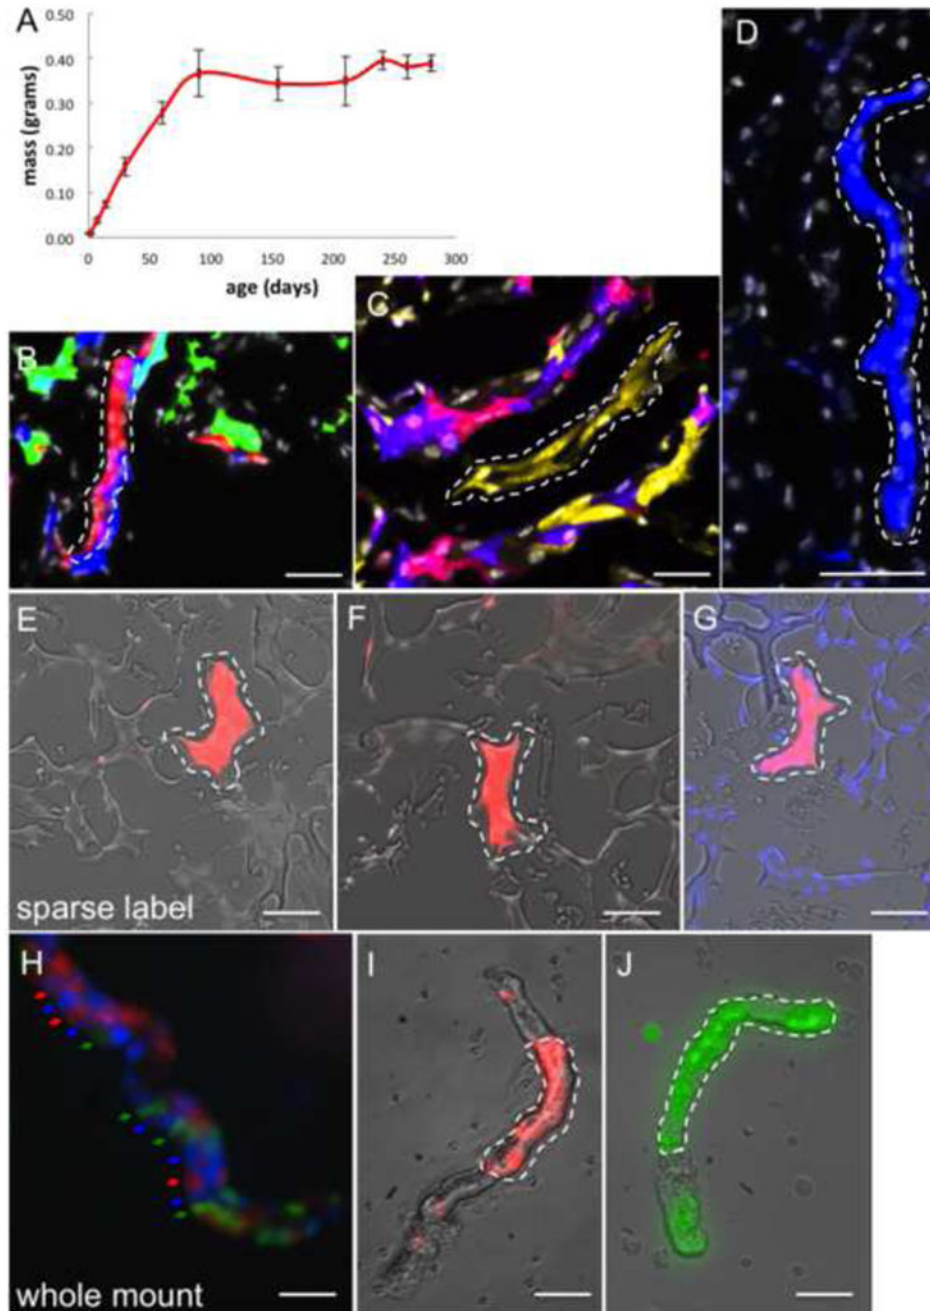 A
0.50
0.40
0.30
0.20
0.10
0.00
mass (grams)
0 50 100 150 200 250 300
age (days)
B
C
D
E
F
G
sparse label
H
I
J
whole mount